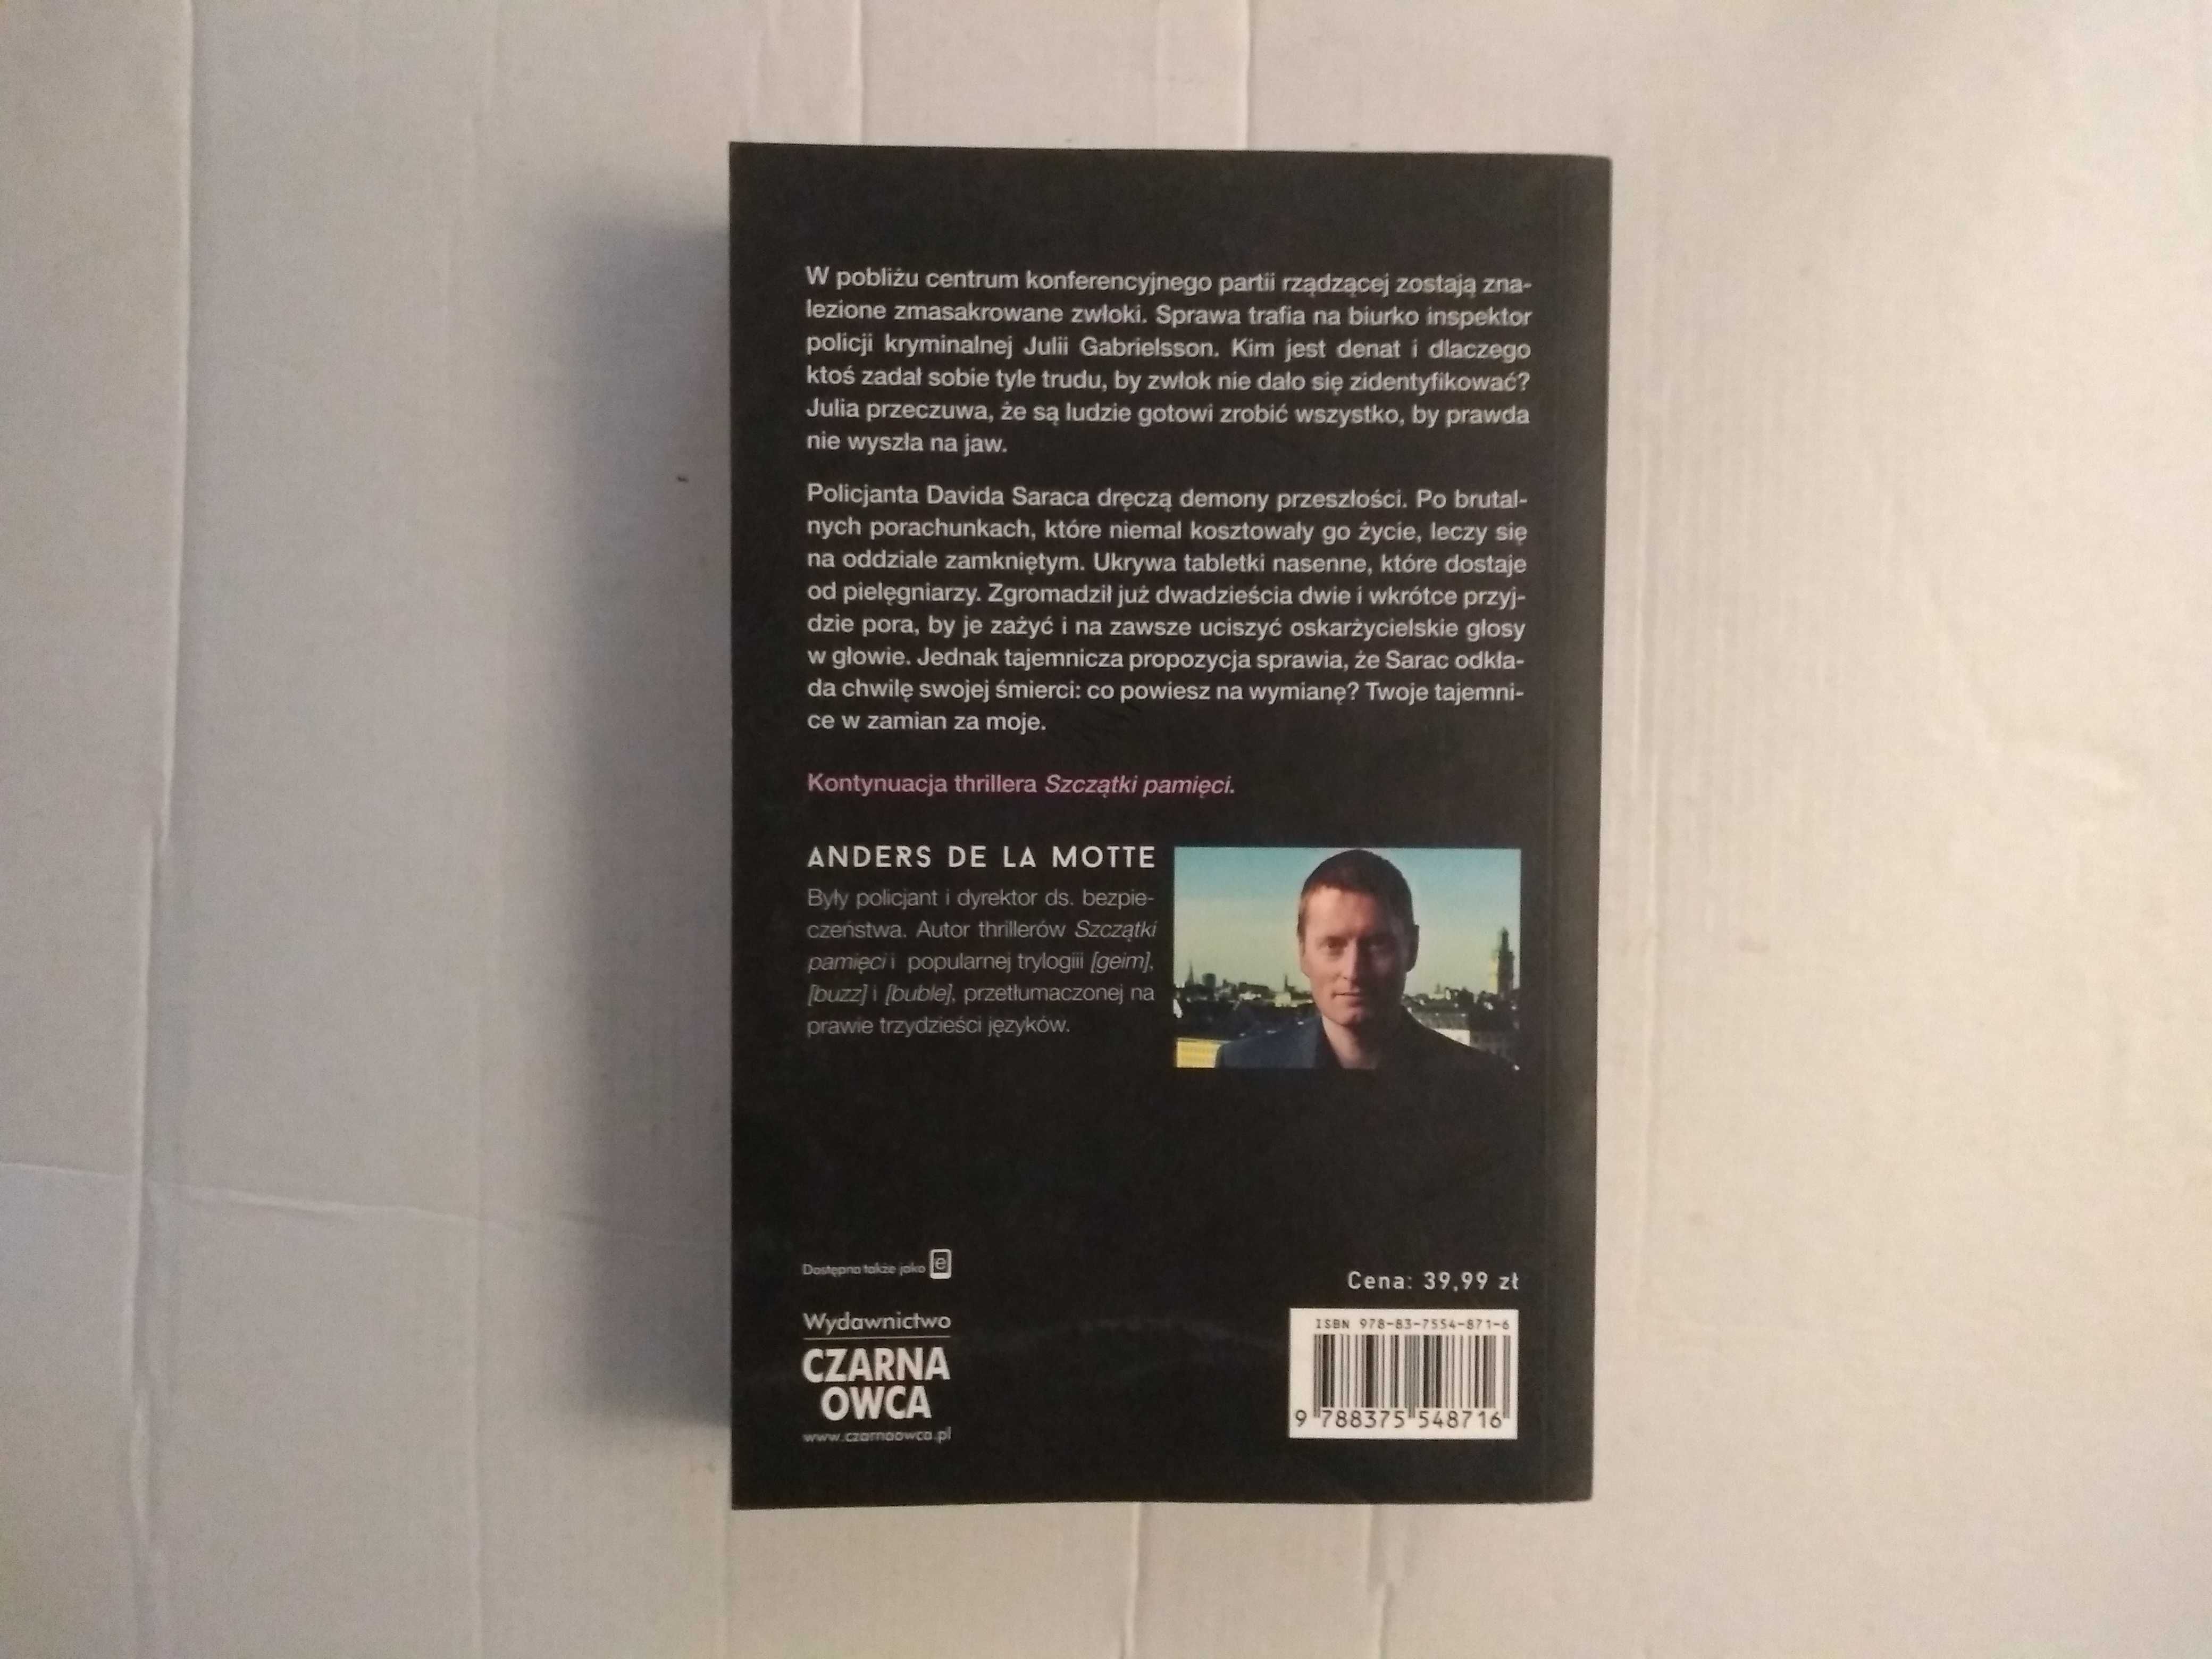 W pobliżu centrum konferencyjnego partii rządzącej zostają zna-
lezione zmasakrowane zwłoki. Sprawa trafia na biurko inspektor
policji kryminalnej Julii Gabrielsson. Kim jest denat i dlaczego
ktoś zadał sobie tyle trudu, by zwłok nie dało się zidentyfikować?
Julia przeczuwa, że są ludzie gotowi zrobić wszystko, by prawda
nie wyszła na jaw.
Policjanta Davida Saraca dręczą demony przeszłości. Po brutal-
nych porachunkach, które niemal kosztowały go życie, leczy się
na oddziale zamkniętym. Ukrywa tabletki nasenne, które dostaje
od pielęgniarzy. Zgromadził już dwadzieścia dwie i wkrótce przyj-
dzie pora, by je zażyć i na zawsze uciszyć oskarżycielskie głosy
w głowie. Jednak tajemnicza propozycja sprawia, że Sarac odkła-
da chwilę swojej śmierci: co powiesz na wymianę? Twoje tajemni-
ce w zamian za moje.
Kontynuacja thrillera Szczątki pamięci.
ANDERS DE LA MOTTE
Były policjant i dyrektor ds. bezpie-
czeństwa. Autor thrillerów Szczątki
pamięci i popularnej trylogiii [geim],
[buzz] i [buble], przetłumaczonej na
prawie trzydzieści języków.
Dostępna także jako e
Wydawnictwo
CZARNA
OWCA
www.czarnaowca.pl
Cena: 39,99 zł
ISBN 978-83-7554-871-6
9 788375 548716